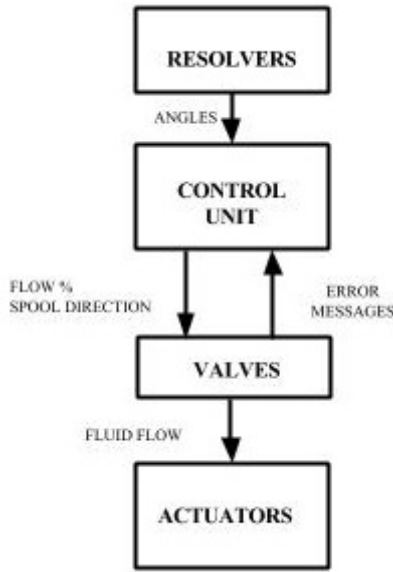 RESOLVERS
ANGLES
CONTROL
UNIT
FLOW %
SPOOL DIRECTION
ERROR
MESSAGES
VALVES
FLUID FLOW
ACTUATORS